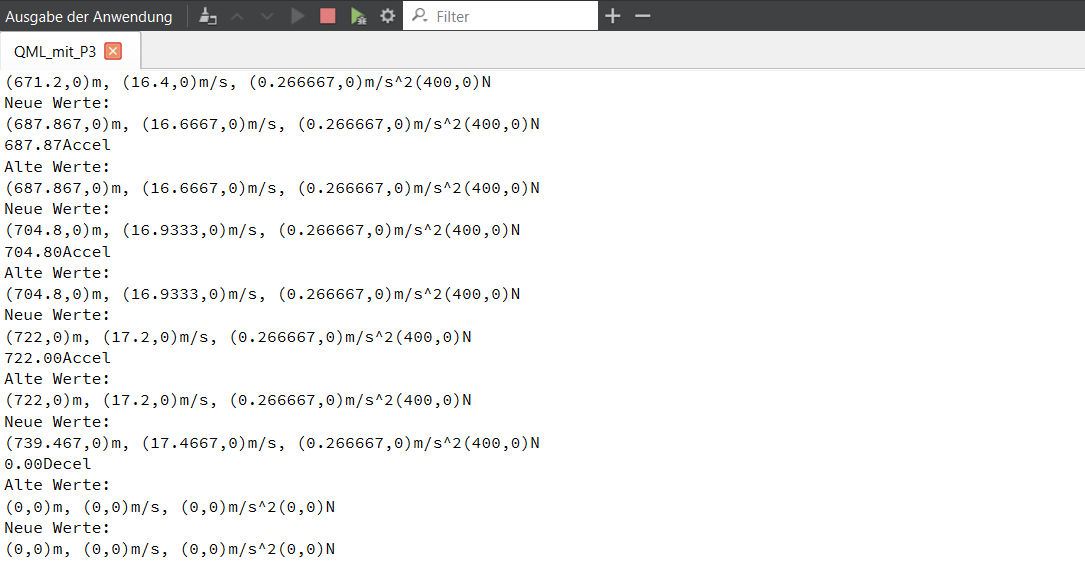 Ausgabe der Anwendung
Filter
QML_mit_P3
(671.2,0)m, (16.4,0)m/s, (0.266667,0)m/s^2(400,0)N
Neue Werte:
(687.867,0)m, (16.6667,0)m/s, (0.266667,0)m/s^2(400,0)N
687.87Accel
Alte Werte:
(687.867,0)m, (16.6667,0)m/s, (0.266667,0)m/s^2(400,0)N
Neue Werte:
(704.8,0)m, (16.9333,0)m/s, (0.266667,0)m/s^2(400,0)N
704.80Accel
Alte Werte:
(704.8,0)m, (16.9333,0)m/s, (0.266667,0)m/s^2(400,0)N
Neue Werte:
(722,0)m, (17.2,0)m/s, (0.266667,0)m/s^2(400,0)N
722.00Accel
Alte Werte:
(722,0)m, (17.2,0)m/s, (0.266667,0)m/s^2(400,0)N
Neue Werte:
(739.467,0)m, (17.4667,0)m/s, (0.266667,0)m/s^2(400,0)N
0.00Decel
Alte Werte:
(0,0)m, (0,0)m/s, (0,0)m/s^2(0,0)N
Neue Werte:
(0,0)m, (0,0)m/s, (0,0)m/s^2(0,0)N